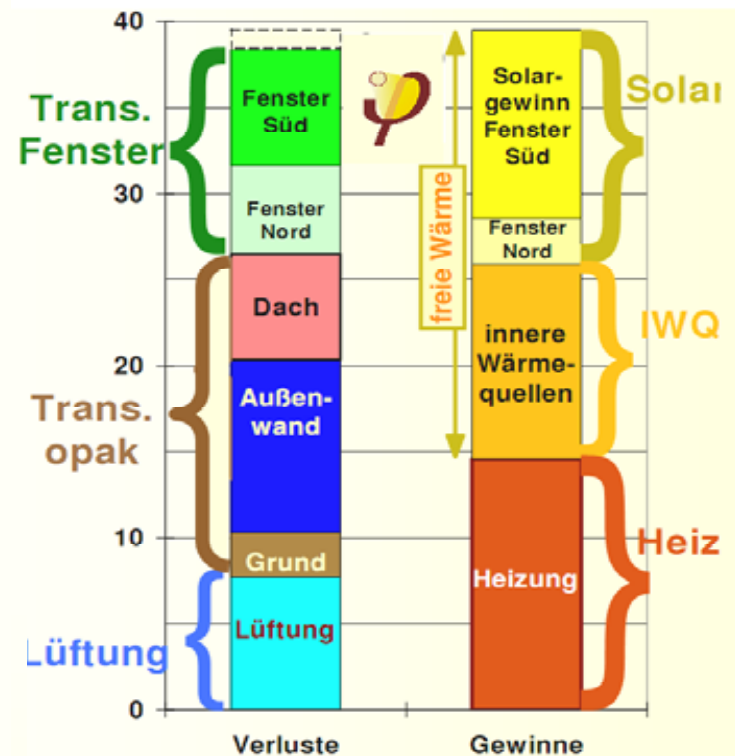 40
30
20
10
0
Trans.
Fenster
Trans.
opak
Lüftung
Fenster
Süd
Fenster
Nord
Dach
Außen-
wand
Grund
Lüftung
freie Wärme
Solar-
gewinn
Fenster
Süd
Fenster
Nord
innere
Wärme-
quellen
Heizung
Solar
IWQ
Heiz
Verluste
Gewinne